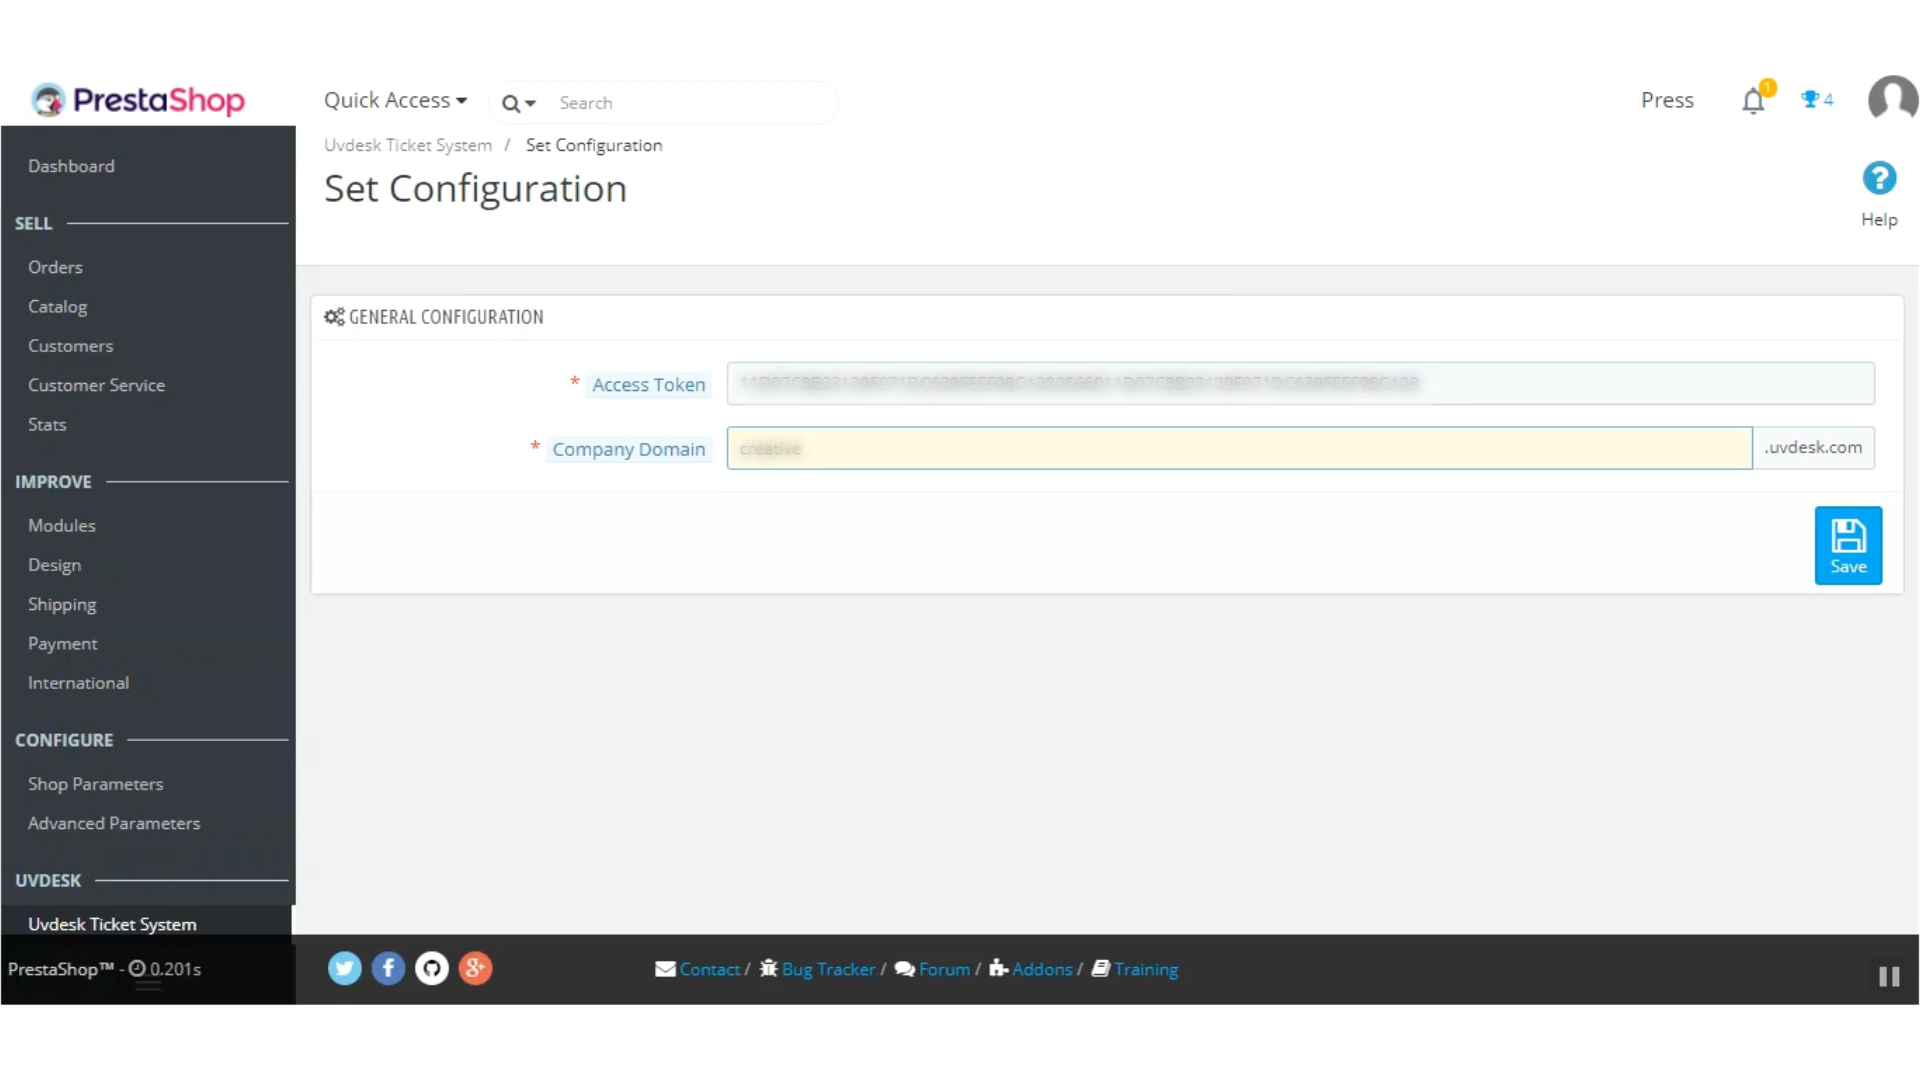 PrestaShop
Quick Access
Search
Press
1
4
Uvdesk Ticket System / Set Configuration
Set Configuration
Help
Dashboard
SELL
Orders
Catalog
Customers
Customer Service
Stats
IMPROVE
Modules
Design
Shipping
Payment
International
CONFIGURE
Shop Parameters
Advanced Parameters
UVDESK
Uvdesk Ticket System
GENERAL CONFIGURATION
* Access Token
* Company Domain creative .uvdesk.com
Save
PrestaShop™ - 0.201s
Contact / Bug Tracker / Forum / Addons / Training